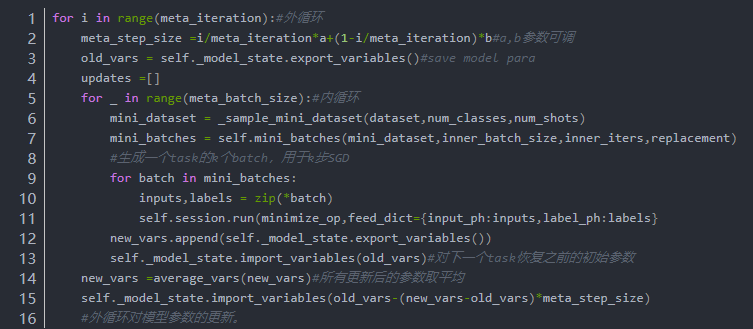 1 for i in range(meta_iteration):#外循环
2 meta_step_size =i/meta_iteration*a+(1-i/meta_iteration)*b#a,b参数可调
3 old_vars = self._model_state.export_variables()#save model para
4 updates =[]
5 for _ in range(meta_batch_size):#内循环
6 mini_dataset = _sample_mini_dataset(dataset,num_classes,num_shots)
7 mini_batches = self.mini_batches(mini_dataset,inner_batch_size,inner_iters,replacement)
8 #生成一个task的k个batch，用于k步SGD
9 for batch in mini_batches:
10 inputs,labels = zip(*batch)
11 self.session.run(minimize_op,feed_dict={input_ph:inputs,label_ph:labels}
12 new_vars.append(self._model_state.export_variables())
13 self._model_state.import_variables(old_vars)#对下一个task恢复之前的初始参数
14 new_vars =average_vars(new_vars)#所有更新后的参数取平均
15 self._model_state.import_variables(old_vars-(new_vars-old_vars)*meta_step_size)
16 #外循环对模型参数的更新。